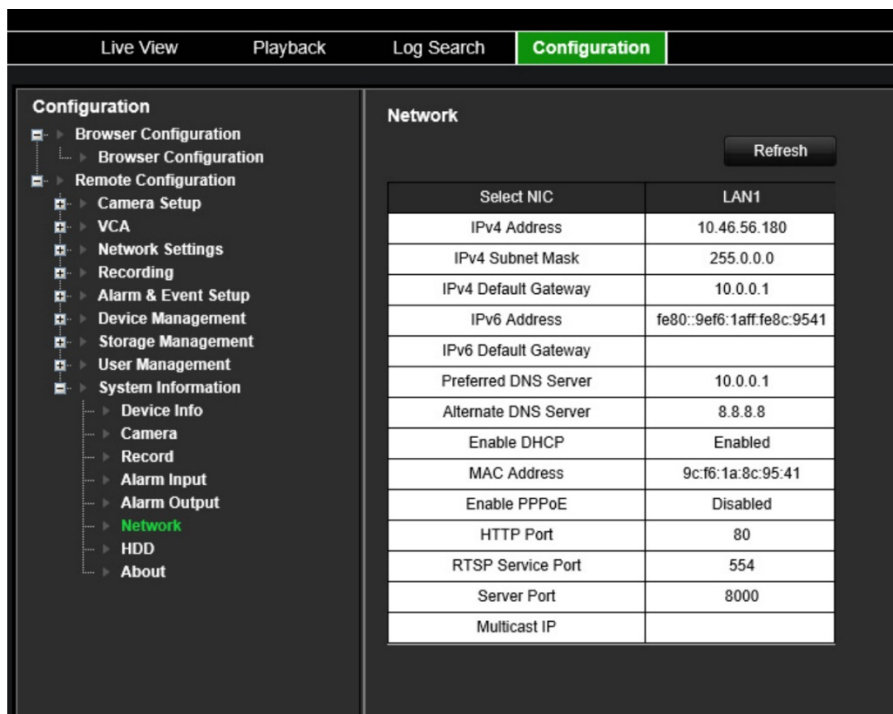 Live View Playback Log Search Configuration
Configuration
Browser Configuration
Browser Configuration
Remote Configuration
Camera Setup
VCA
Network Settings
Recording
Alarm & Event Setup
Device Management
Storage Management
User Management
System Information
Device Info
Camera
Record
Alarm Input
Alarm Output
Network
HDD
About
Network
Refresh
Select NIC LAN1
IPv4 Address 10.46.56.180
IPv4 Subnet Mask 255.0.0.0
IPv4 Default Gateway 10.0.0.1
IPv6 Address fe80::9ef6:1aff:fe8c:9541
IPv6 Default Gateway
Preferred DNS Server 10.0.0.1
Alternate DNS Server 8.8.8.8
Enable DHCP Enabled
MAC Address 9c:f6:1a:8c:95:41
Enable PPPoE Disabled
HTTP Port 80
RTSP Service Port 554
Server Port 8000
Multicast IP